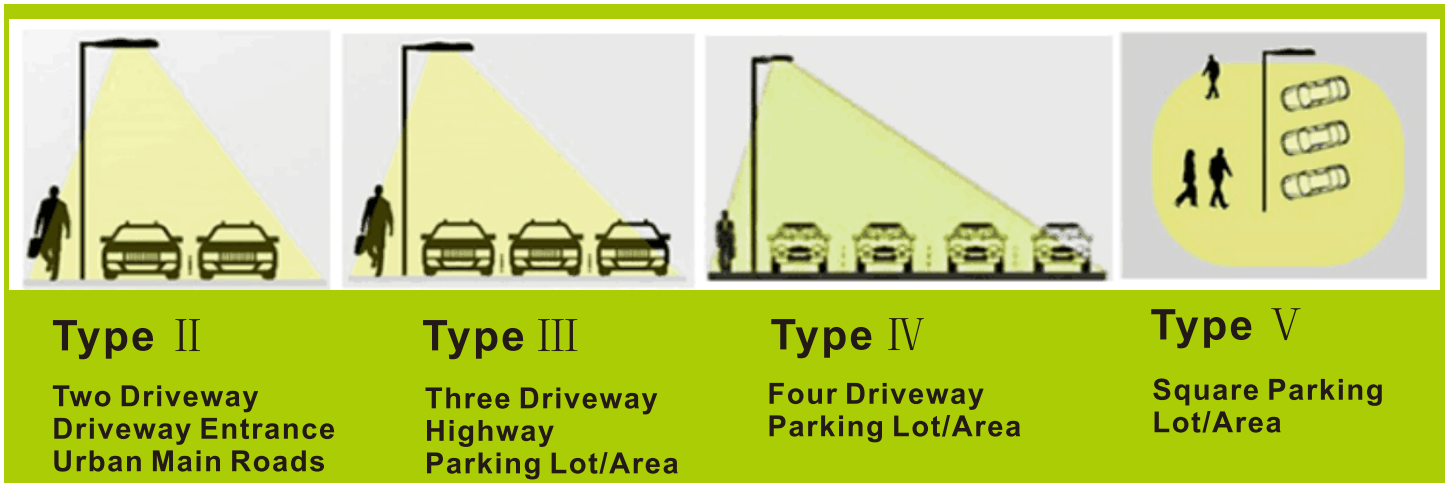 Type Ⅱ
Two Driveway
Driveway Entrance
Urban Main Roads
Type Ⅲ
Three Driveway
Highway
Parking Lot/Area
Type Ⅳ
Four Driveway
Parking Lot/Area
Type Ⅴ
Square Parking
Lot/Area